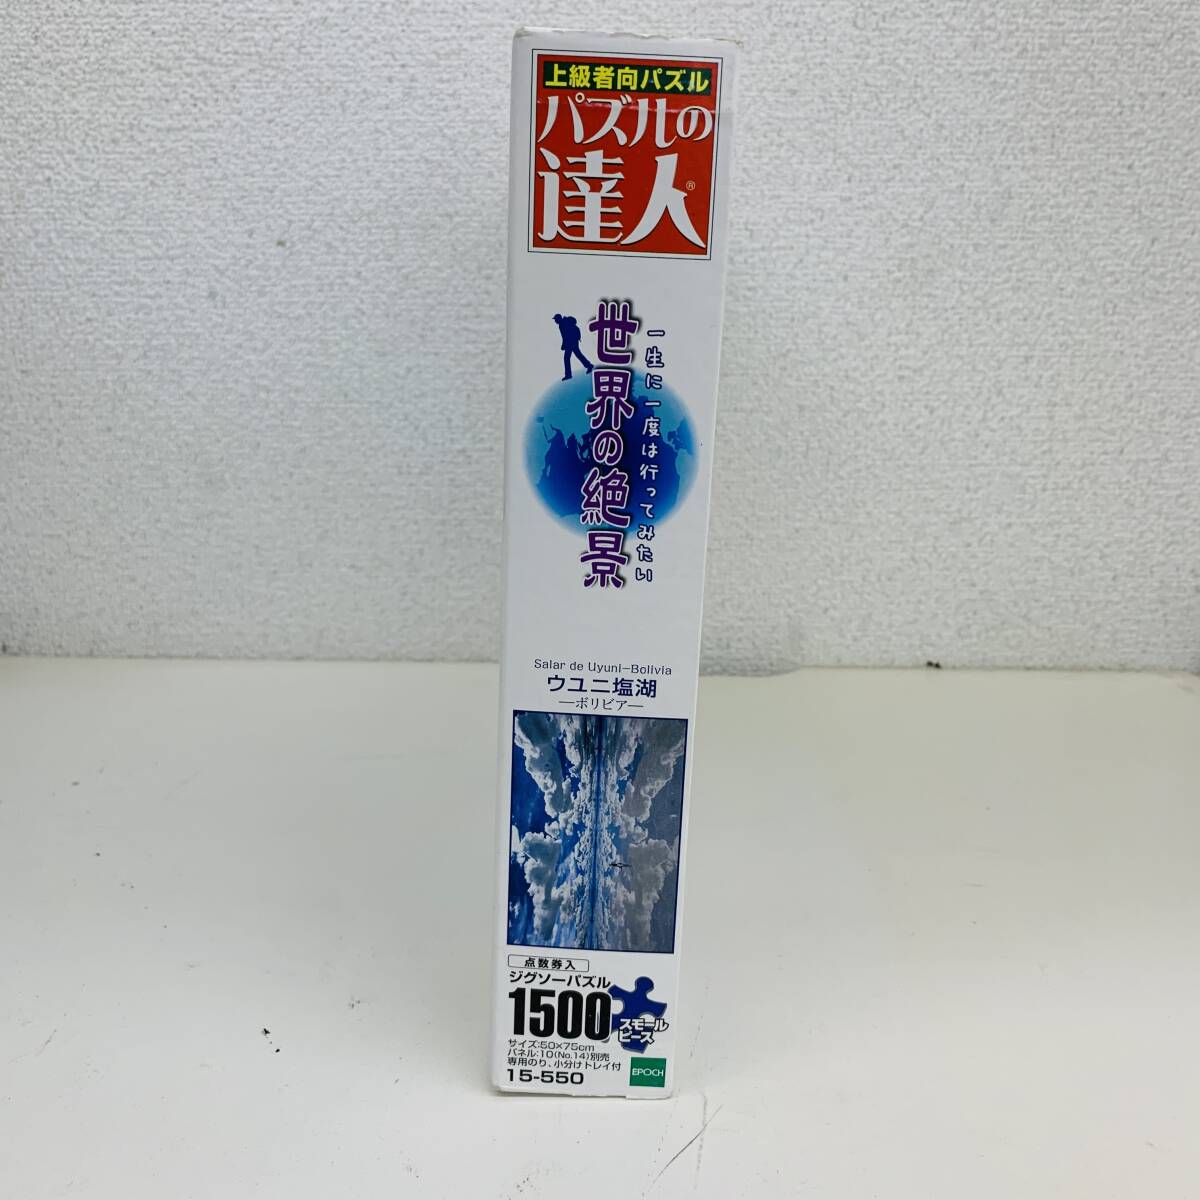 上級者向パズル
パズルの
達人®
一生に一度は行ってみたい
世界の絶景
Salar de Uyuni-Bolivia
ウユニ塩湖
―ボリビア―
点数券入
ジグソーパズル
1500
スモール
ピース
サイズ:50×75cm
パネル:10(No.14)別売
専用のり、小分けトレイ付
15-550
EPOCH